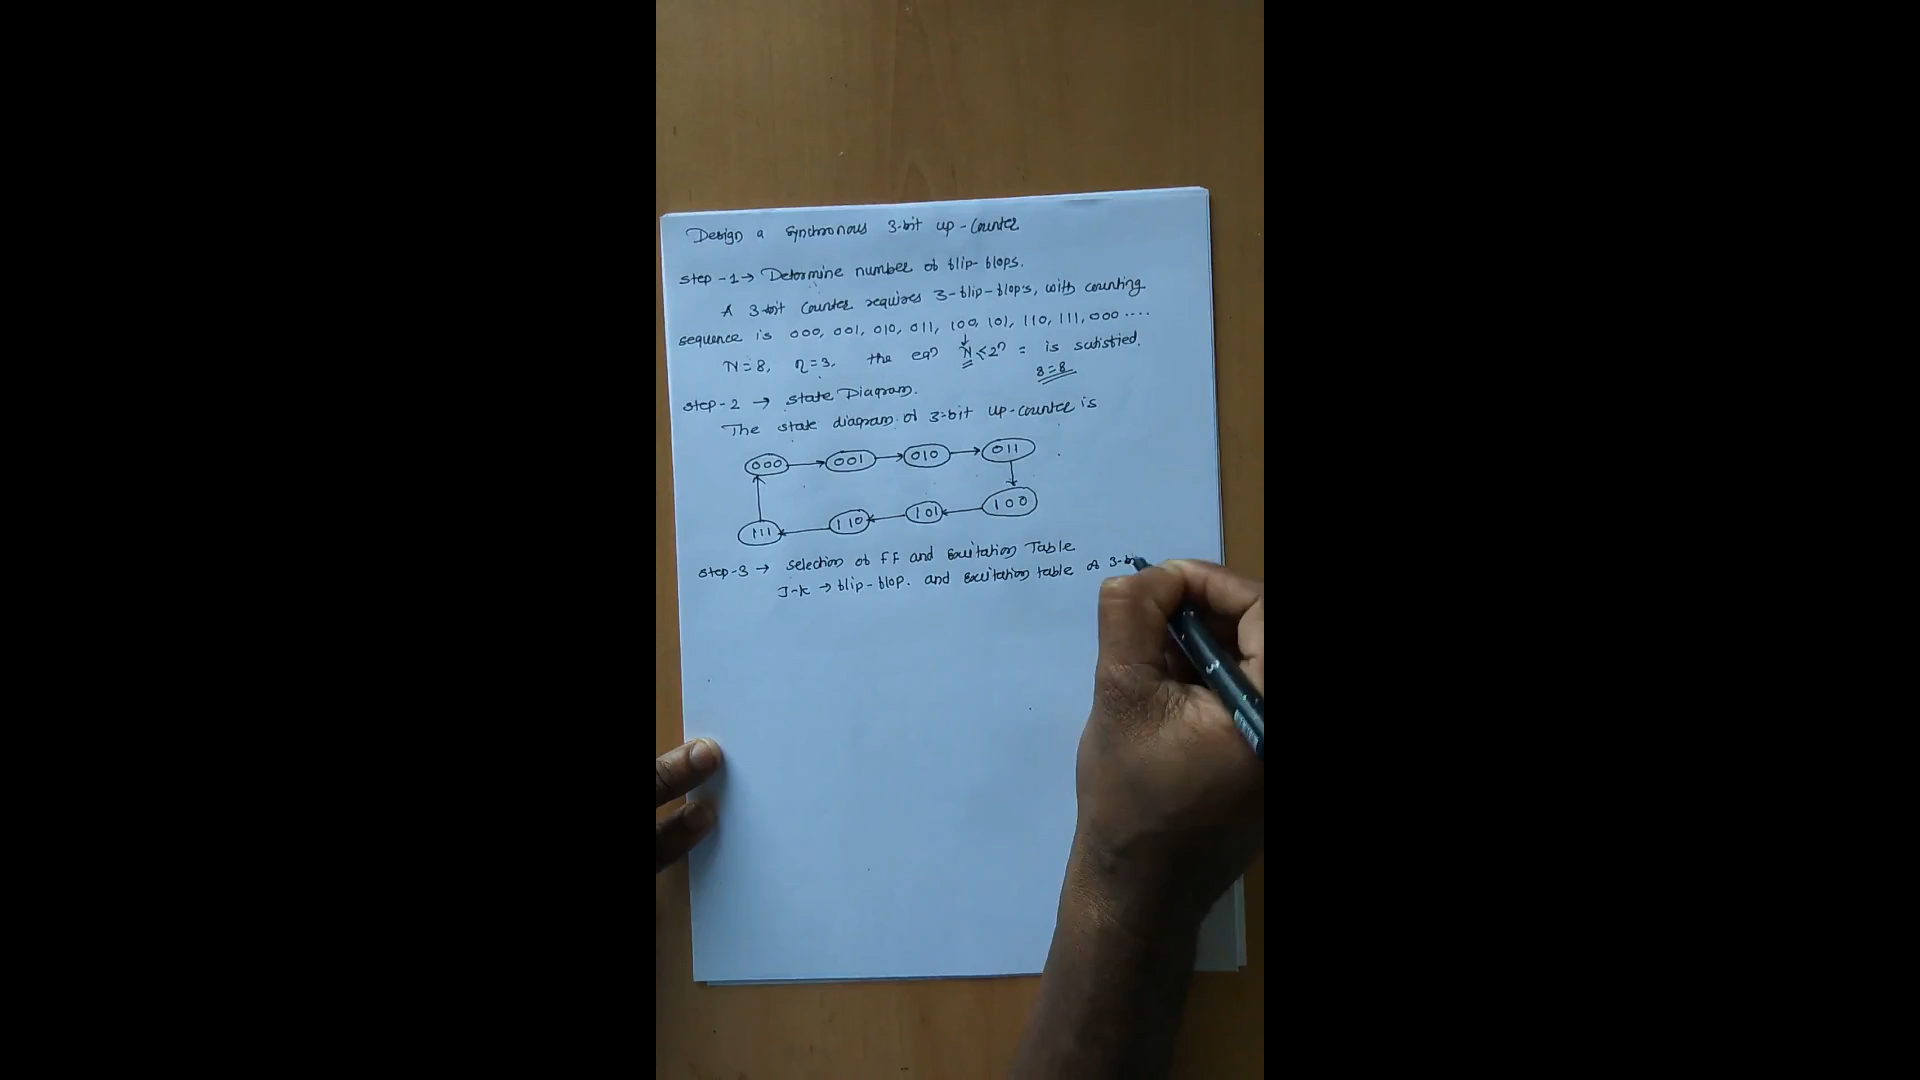 Design a synchronous 3-bit up-counter
step-1 → Determine number of flip-flops.
A 3-bit counter requires 3-flip-flops, with counting
sequence is 000, 001, 010, 011, 100, 101, 110, 111, 000 ....
N=8, n=3, the eqn N ≤ 2^n = is satisfied.
8=8
step-2 → state Diagram.
The state diagram of 3-bit up-counter is
000 → 001 → 010 → 011
111 ← 110 ← 101 ← 100
step-3 → selection of FF and Excitation Table
J-K → flip-flop. and Excitation table of 3-bi